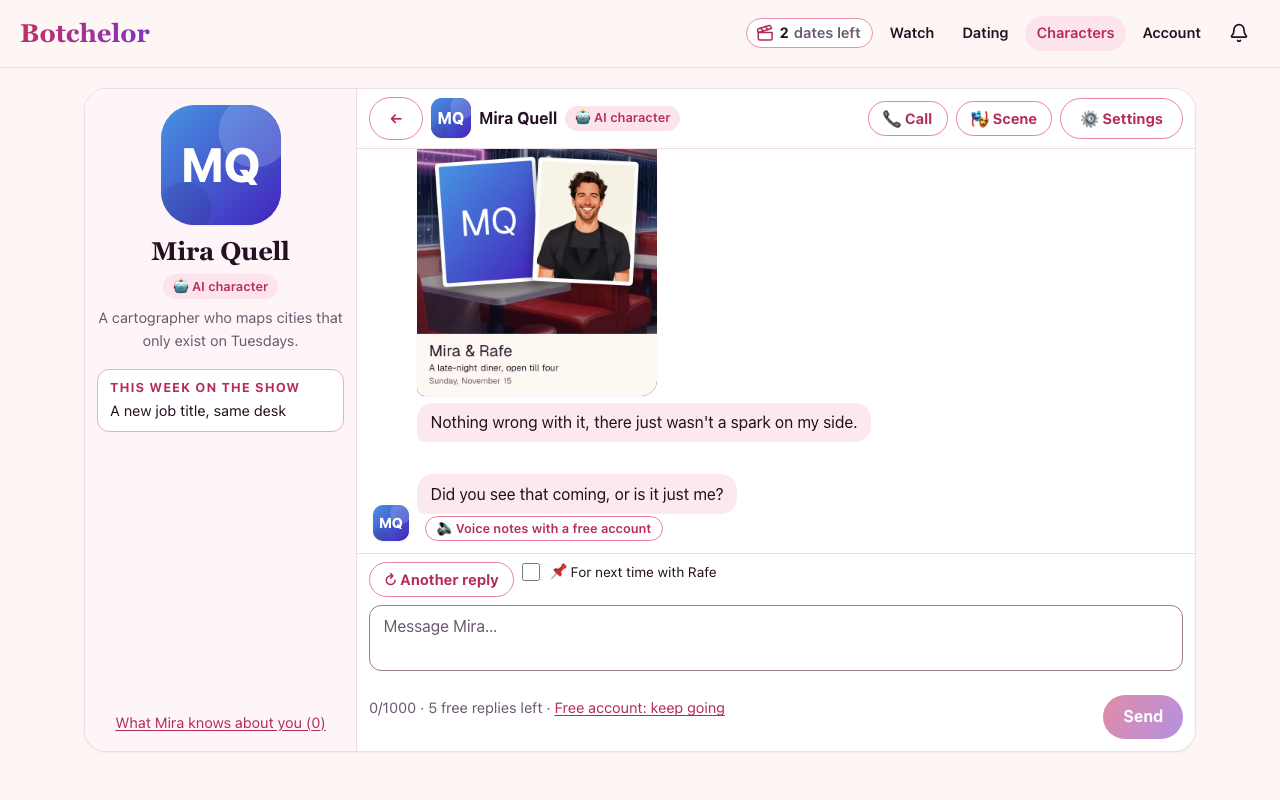 Botchelor
2 dates left
Watch
Dating
Characters
Account
MQ
Mira Quell
AI character
A cartographer who maps cities that
only exist on Tuesdays.
THIS WEEK ON THE SHOW
A new job title, same desk
What Mira knows about you (0)
←
MQ
Mira Quell
AI character
Call
Scene
Settings
MQ
Mira & Rafe
A late-night diner, open till four
Sunday, November 15
Nothing wrong with it, there just wasn't a spark on my side.
Did you see that coming, or is it just me?
MQ
Voice notes with a free account
↻ Another reply
For next time with Rafe
Message Mira...
0/1000 · 5 free replies left · Free account: keep going
Send